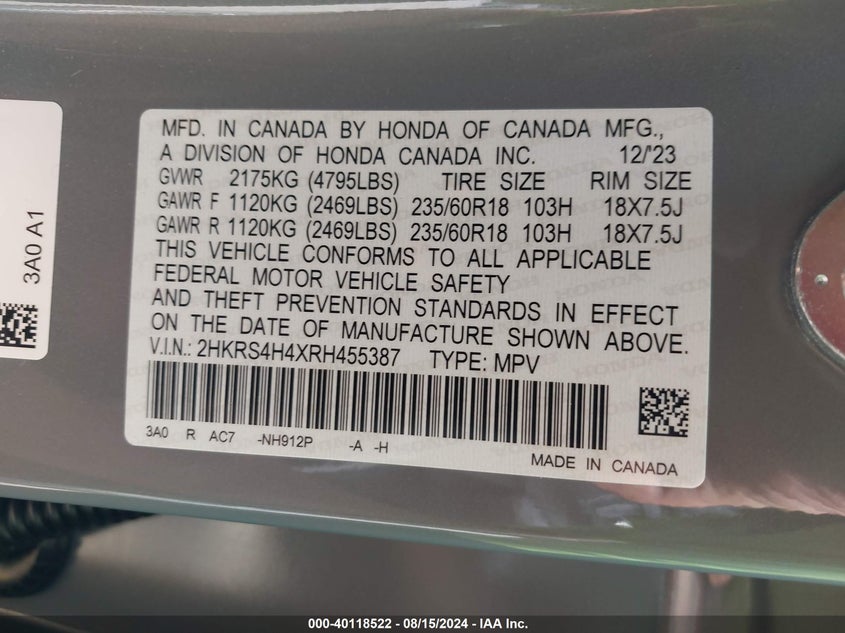 MFD. IN CANADA BY HONDA OF CANADA MFG.,
A DIVISION OF HONDA CANADA INC. 12/'23
GVWR 2175KG (4795LBS) TIRE SIZE RIM SIZE
GAWR F 1120KG (2469LBS) 235/60R18 103H 18X7.5J
GAWR R 1120KG (2469LBS) 235/60R18 103H 18X7.5J
THIS VEHICLE CONFORMS TO ALL APPLICABLE
FEDERAL MOTOR VEHICLE SAFETY
AND THEFT PREVENTION STANDARDS IN EFFECT
ON THE DATE OF MANUFACTURE SHOWN ABOVE.
V.I.N.: 2HKRS4H4XRH455387 TYPE: MPV
3A0 R AC7 -NH912P -A -H
MADE IN CANADA
3A0 A1
000-40118522 - 08/15/2024 - IAA Inc.